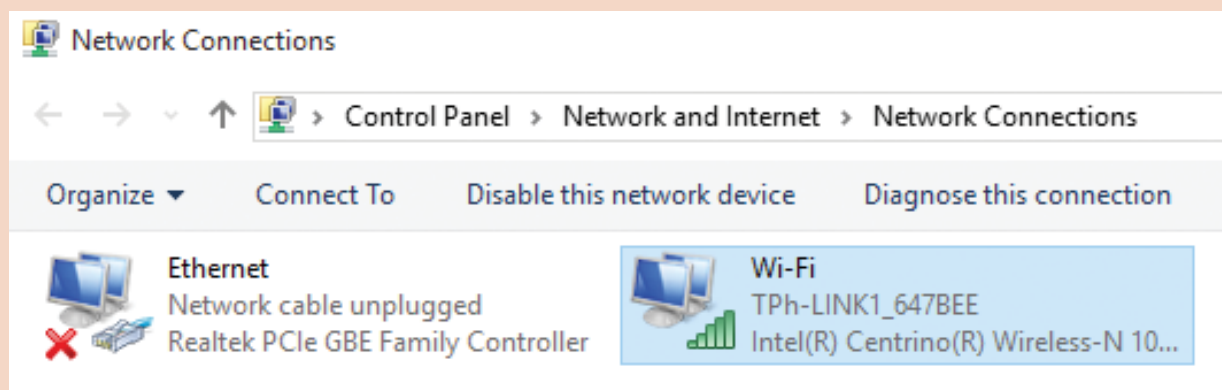 Network Connections
Control Panel > Network and Internet > Network Connections
Organize Connect To Disable this network device Diagnose this connection
Ethernet
Network cable unplugged
Realtek PCIe GBE Family Controller
Wi-Fi
TPh-LINK1_647BEE
Intel(R) Centrino(R) Wireless-N 10...